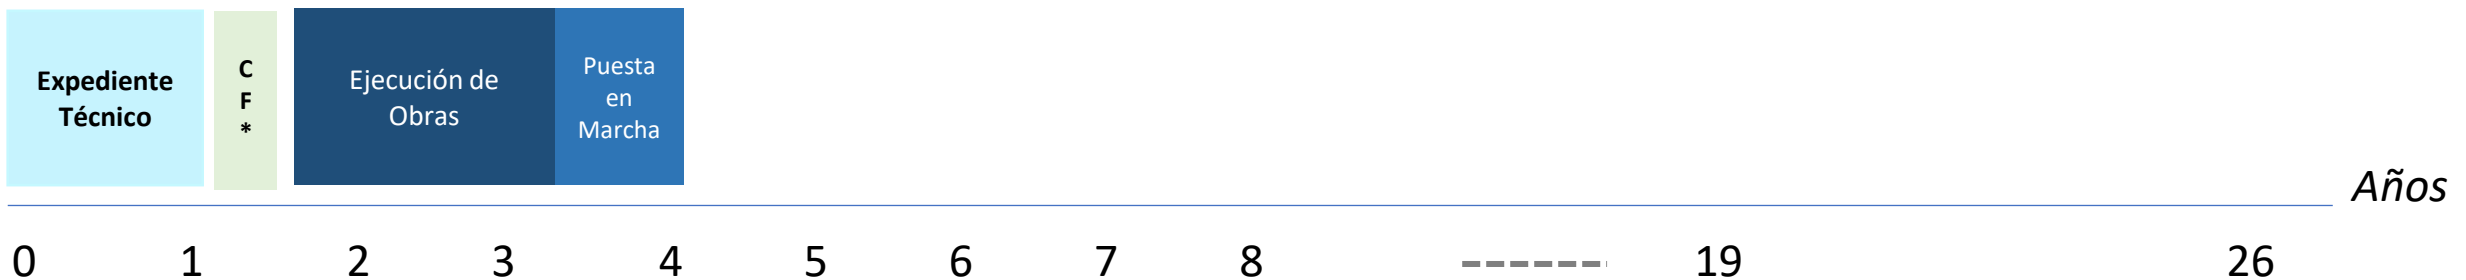 Expediente
Técnico
C
F
*
Ejecución de
Obras
Puesta
en
Marcha
Años
0 1 2 3 4 5 6 7 8 ------ 19 26